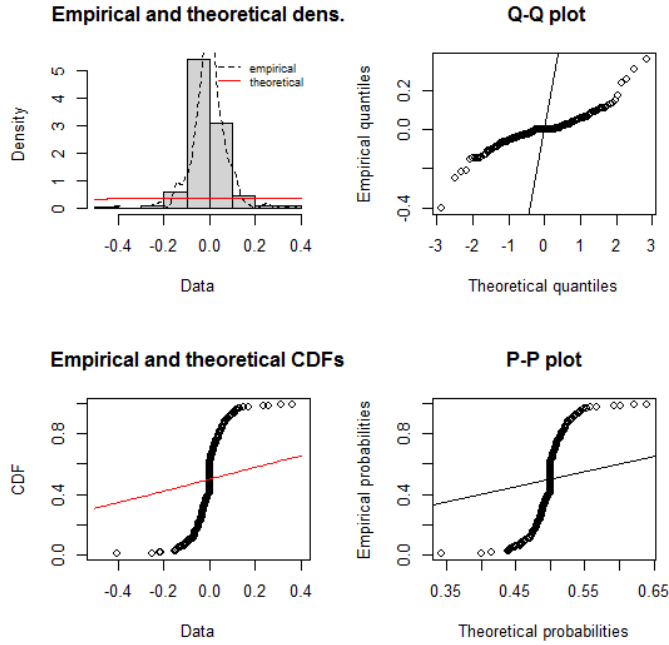 Empirical and theoretical dens.
Density
0 1 2 3 4 5
empirical
theoretical
-0.4 -0.2 0.0 0.2 0.4
Data
Q-Q plot
Empirical quantiles
-0.4 0.0 0.2
-3 -2 -1 0 1 2 3
Theoretical quantiles
Empirical and theoretical CDFs
CDF
0.0 0.4 0.8
-0.4 -0.2 0.0 0.2 0.4
Data
P-P plot
Empirical probabilities
0.0 0.4 0.8
0.35 0.45 0.55 0.65
Theoretical probabilities